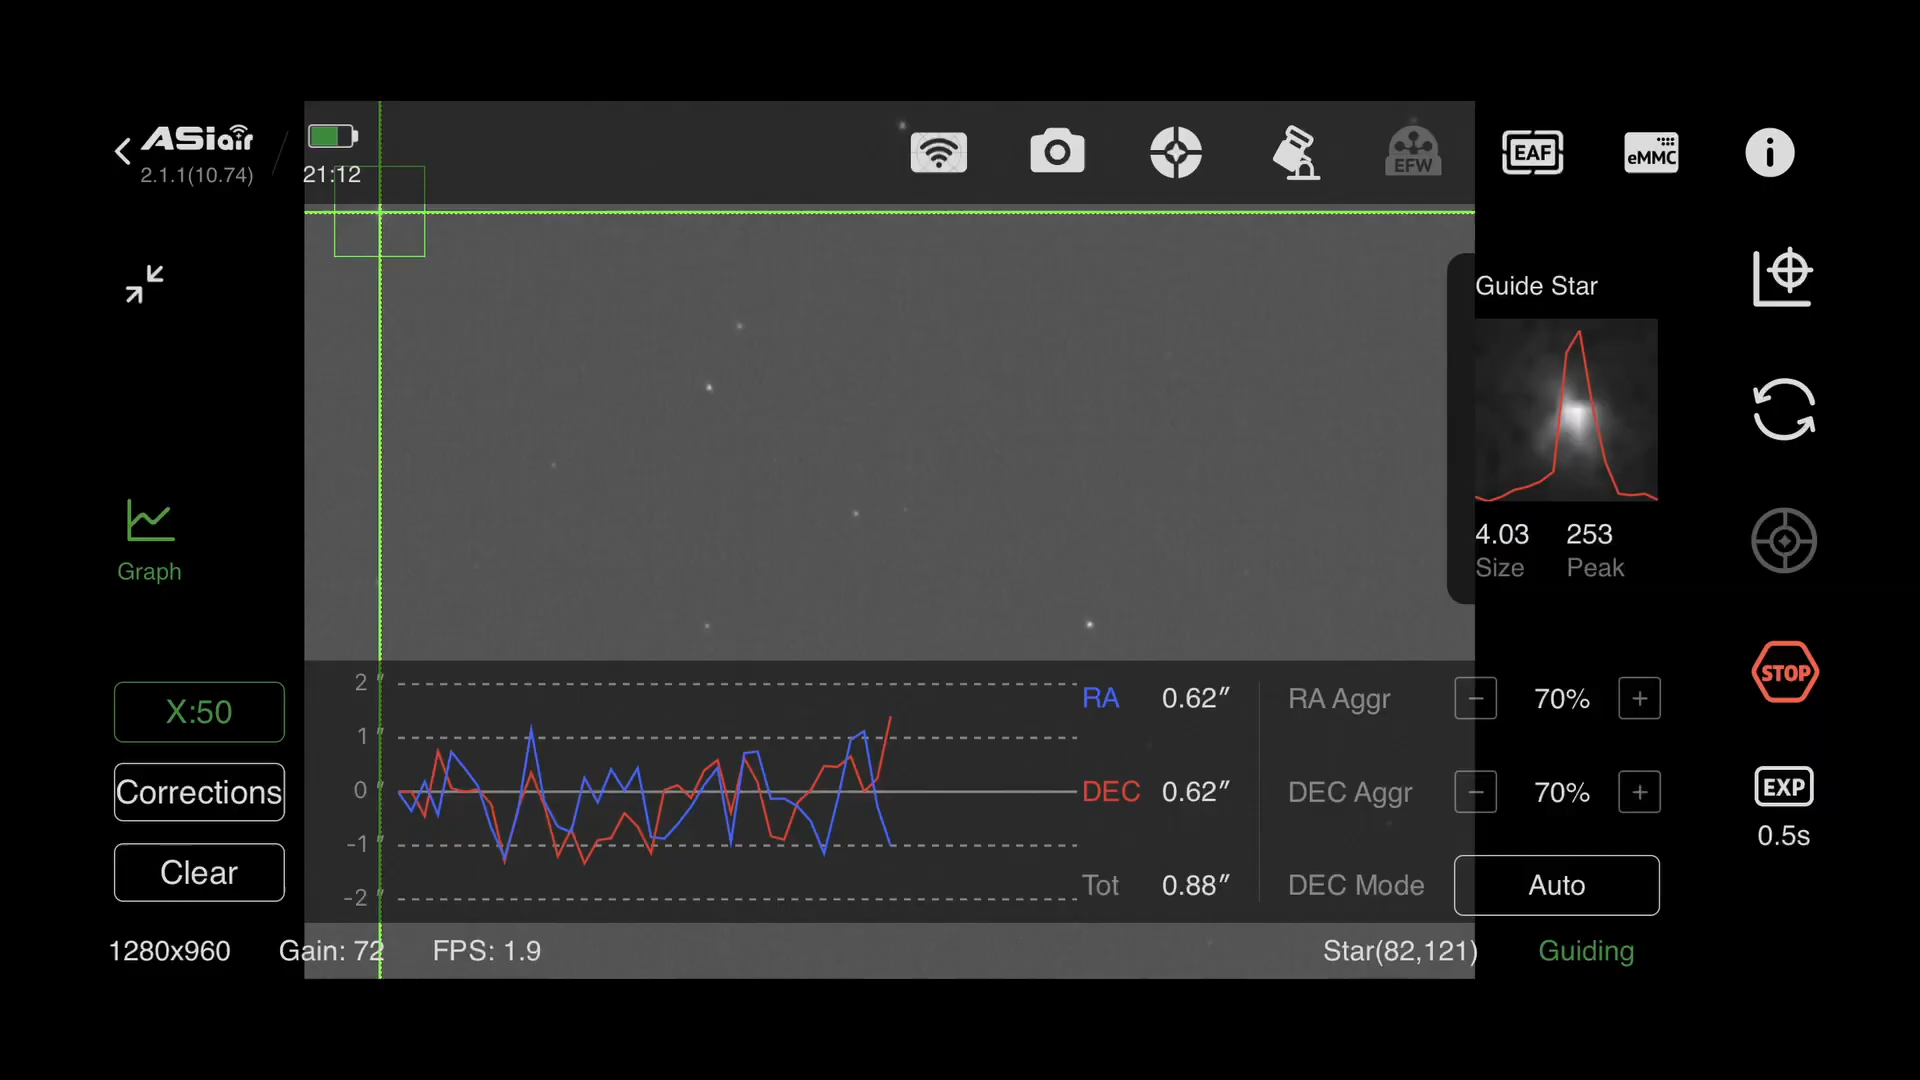 ASiair
2.1.1(10.74)
21:12
EFW
EAF
eMMC
i
Guide Star
4.03 253
Size Peak
Graph
X:50
Corrections
Clear
2 ″
1 ″
0 ″
-1 ″
-2 ″
RA 0.62″
DEC 0.62″
Tot 0.88″
RA Aggr - 70% +
DEC Aggr - 70% +
DEC Mode Auto
STOP
EXP
0.5s
1280x960 Gain: 72 FPS: 1.9 Star(82,121) Guiding